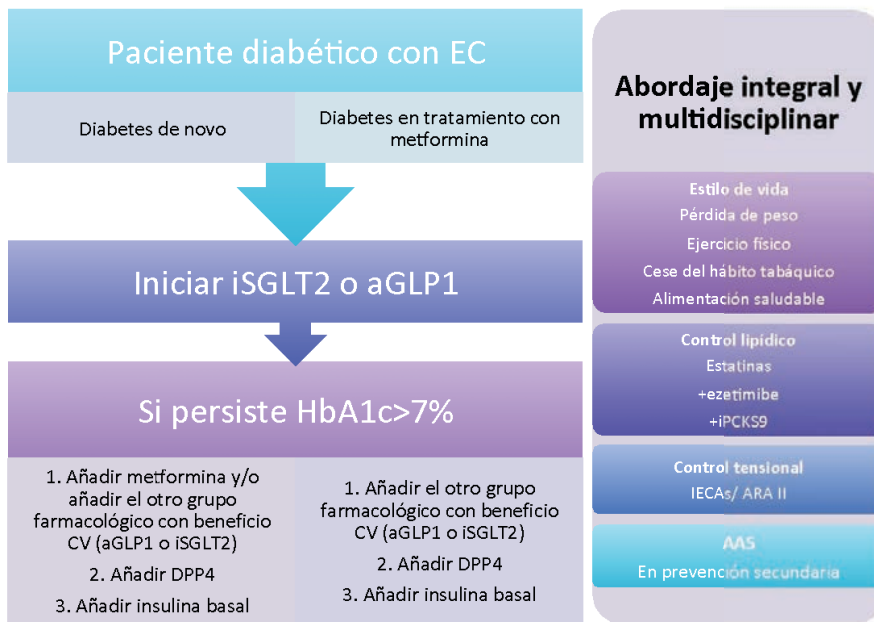 Paciente diabético con EC
Diabetes de novo
Diabetes en tratamiento con
metformina
Iniciar iSGLT2 o aGLP1
Si persiste HbA1c>7%
1. Añadir metformina y/o
añadir el otro grupo
farmacológico con beneficio
CV (aGLP1 o iSGLT2)
2. Añadir DPP4
3. Añadir insulina basal
1. Añadir el otro grupo
farmacológico con beneficio
CV (aGLP1 o iSGLT2)
2. Añadir DPP4
3. Añadir insulina basal
Abordaje integral y
multidisciplinar
Estilo de vida
Pérdida de peso
Ejercicio físico
Cese del hábito tabáquico
Alimentación saludable
Control lipídico
Estatinas
+ezetimibe
+iPCKS9
Control tensional
IECAs/ ARA II
AAS
En prevención secundaria